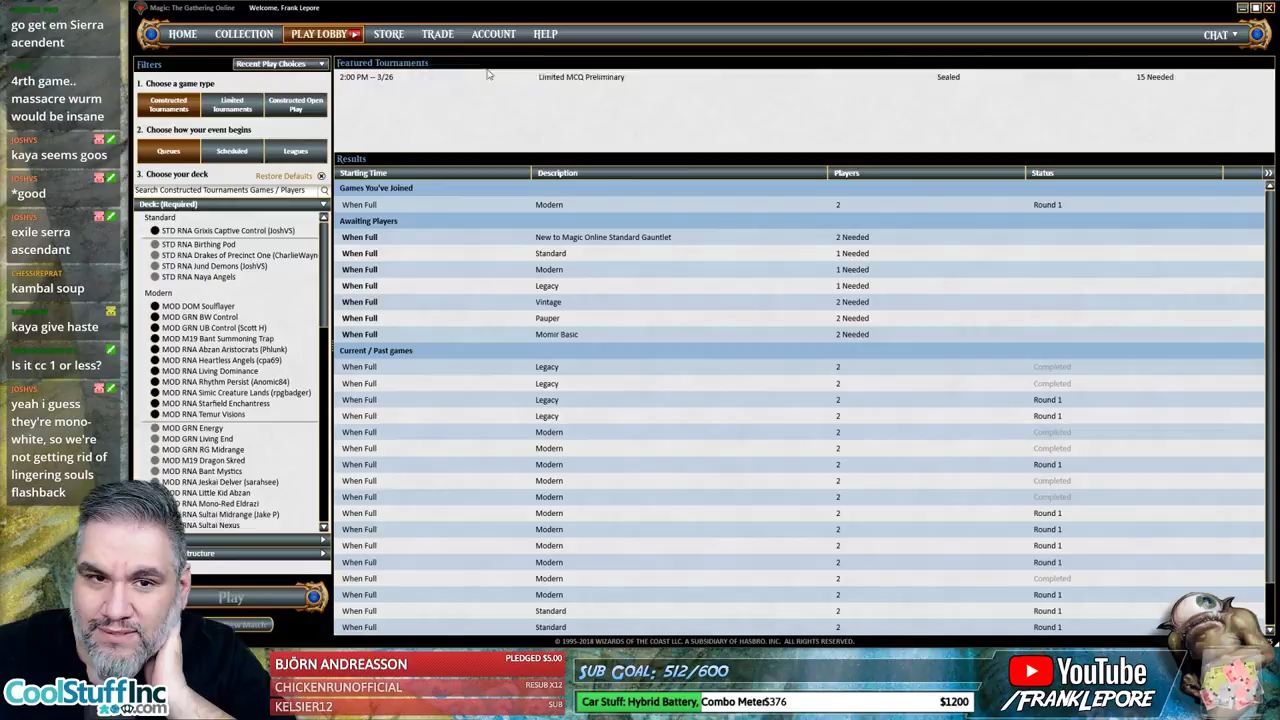 Magic: The Gathering Online
Welcome, Frank Lepore
HOME COLLECTION PLAY LOBBY STORE TRADE ACCOUNT HELP CHAT
go get em Sierra
acendent
4rth game..
massacre wurm
would be insane
JOSHVS
kaya seems goos
JOSHVS
*good
JOSHVS
exile serra
ascendant
L'HESSIREPRAT
kambal soup
kaya give haste
Is it cc 1 or less?
JOSHVS
yeah i guess
they're mono-
white, so we're
not getting rid of
lingering souls
flashback
Filters Recent Play Choices
1. Choose a game type
Constructed Tournaments Limited Tournaments Constructed Open Play
2. Choose how your event begins
Queues Scheduled Leagues
3. Choose your deck Restore Defaults
Search Constructed Tournaments Games / Players
Deck: (Required)
Standard
STD RNA Grixis Captive Control (JoshVS)
STD RNA Birthing Pod
STD RNA Drakes of Precinct One (CharlieWayn
STD RNA Jund Demons (JoshVS)
STD RNA Naya Angels
Modern
MOD DOM Soulflayer
MOD GRN BW Control
MOD GRN UB Control (Scott H)
MOD M19 Bant Summoning Trap
MOD RNA Abzan Aristocrats (Phlunk)
MOD RNA Heartless Angels (cpa69)
MOD RNA Living Dominance
MOD RNA Rhythm Persist (Anomic84)
MOD RNA Simic Creature Lands (rpgbadger)
MOD RNA Starfield Enchantress
MOD RNA Temur Visions
MOD GRN Energy
MOD GRN Living End
MOD GRN RG Midrange
MOD M19 Dragon Skred
MOD RNA Bant Mystics
MOD RNA Jeskai Delver (sarahsee)
MOD RNA Little Kid Abzan
MOD RNA Mono-Red Eldrazi
RNA Sultai Midrange (Jake P)
RNA Sultai Nexus
ructure
Play
Featured Tournaments
2:00 PM – 3/26 Limited MCQ Preliminary Sealed 15 Needed
Results
Starting Time Description Players Status
Games You've Joined
When Full Modern 2 Round 1
Awaiting Players
When Full New to Magic Online Standard Gauntlet 2 Needed
When Full Standard 1 Needed
When Full Modern 1 Needed
When Full Legacy 1 Needed
When Full Vintage 2 Needed
When Full Pauper 2 Needed
When Full Momir Basic 2 Needed
Current / Past games
When Full Legacy 2 Completed
When Full Legacy 2 Completed
When Full Legacy 2 Round 1
When Full Legacy 2 Round 1
When Full Modern 2 Completed
When Full Modern 2 Completed
When Full Modern 2 Round 1
When Full Modern 2 Completed
When Full Modern 2 Completed
When Full Modern 2 Round 1
When Full Modern 2 Round 1
When Full Modern 2 Round 1
When Full Modern 2 Round 1
When Full Modern 2 Completed
When Full Modern 2 Round 1
When Full Standard 2 Round 1
When Full Standard 2 Round 1
© 1995-2018 WIZARDS OF THE COAST LLC, A SUBSIDIARY OF HASBRO, INC. ALL RIGHTS RESERVED.
BJÖRN ANDREASSON PLEDGED $5.00
CHICKENRUNOFFICIAL RESUB X12
KELSIER12 SUB
SUB GOAL: 512/600
Car Stuff: Hybrid Battery, Combo Meter $376 $1200
YouTube
/FRANKLEPORE
CoolStuffInc
.com